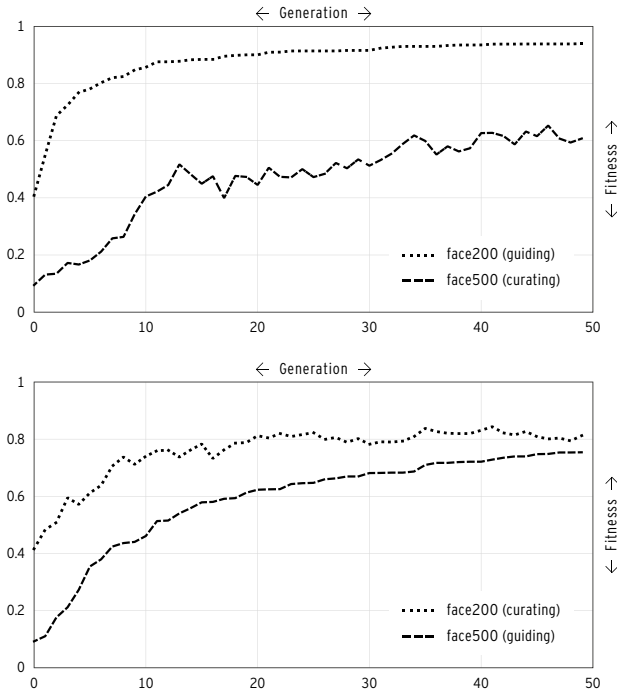 ← Generation →
1
0.8
0.6
0.4
0.2
0
0 10 20 30 40 50
← Fitnesss →
face200 (guiding)
face500 (curating)
← Generation →
1
0.8
0.6
0.4
0.2
0
0 10 20 30 40 50
← Fitnesss →
face200 (curating)
face500 (guiding)